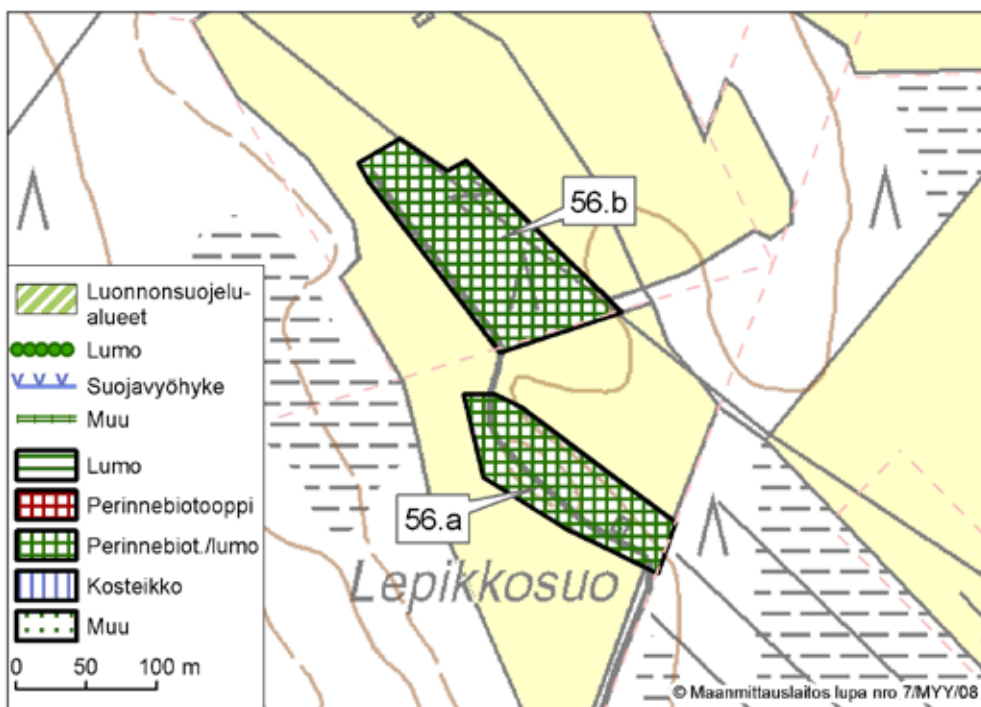 56.b
56.a
Lepikkosuo
Luonnonsuojelu-
alueet
Lumo
Suojavyöhyke
Muu
Lumo
Perinnebiotooppi
Perinnebiot./lumo
Kosteikko
Muu
0 50 100 m
© Maanmittauslaitos lupa nro 7/MYY/08